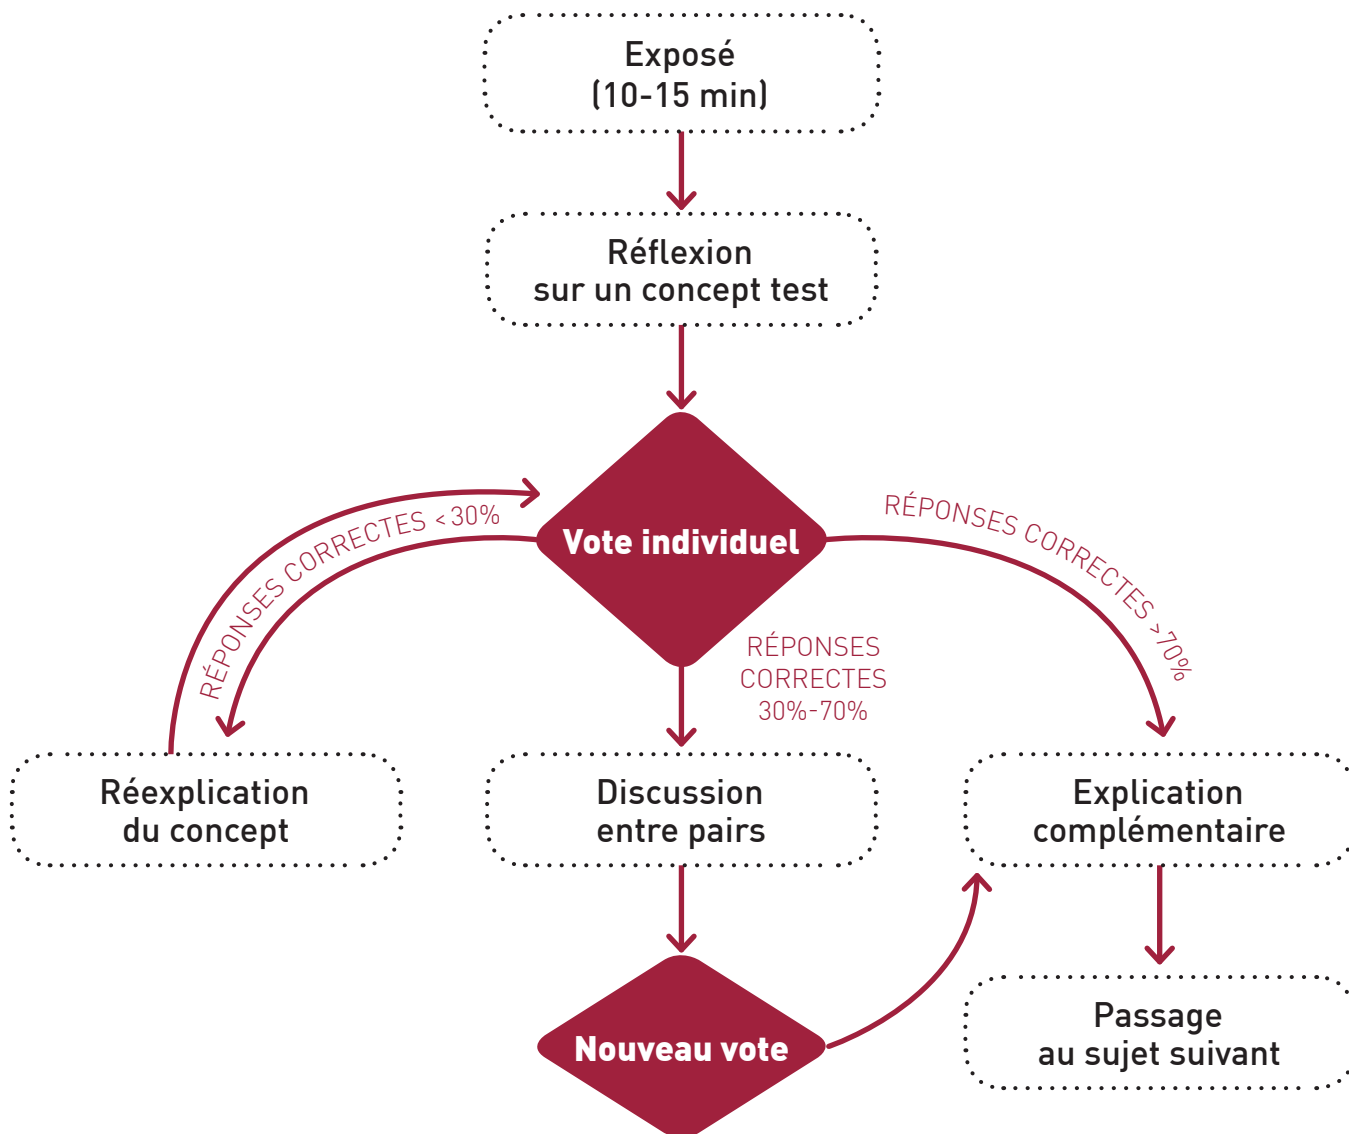 Exposé
(10-15 min)
Réflexion
sur un concept test
Vote individuel
RÉPONSES CORRECTES <30%
RÉPONSES
CORRECTES
30%-70%
RÉPONSES CORRECTES >70%
Réexplication
du concept
Discussion
entre pairs
Explication
complémentaire
Nouveau vote
Passage
au sujet suivant